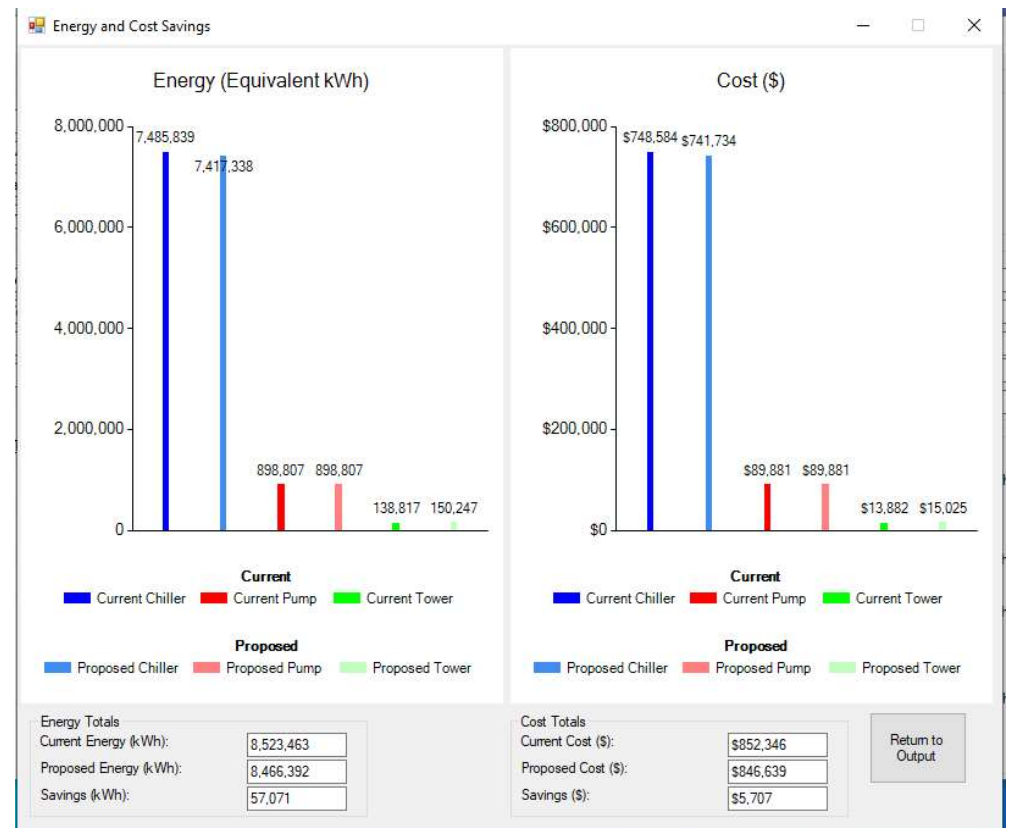 Energy and Cost Savings
Energy (Equivalent kWh)
8,000,000
7,485,839
7,417,338
6,000,000
4,000,000
2,000,000
898,807 898,807
138,817 150,247
0
Current
Current Chiller Current Pump Current Tower
Proposed
Proposed Chiller Proposed Pump Proposed Tower
Cost ($)
$800,000
$748,584 $741,734
$600,000
$400,000
$200,000
$89,881 $89,881
$13,882 $15,025
$0
Current
Current Chiller Current Pump Current Tower
Proposed
Proposed Chiller Proposed Pump Proposed Tower
Energy Totals
Current Energy (kWh): 8,523,463
Proposed Energy (kWh): 8,466,392
Savings (kWh): 57,071
Cost Totals
Current Cost ($): $852,346
Proposed Cost ($): $846,639
Savings ($): $5,707
Return to
Output